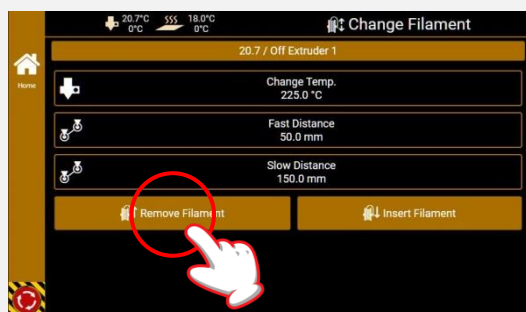 20.7°C
0°C
18.0°C
0°C
Change Filament
20.7 / Off Extruder 1
Home
Change Temp.
225.0 °C
Fast Distance
50.0 mm
Slow Distance
150.0 mm
Remove Filament
Insert Filament